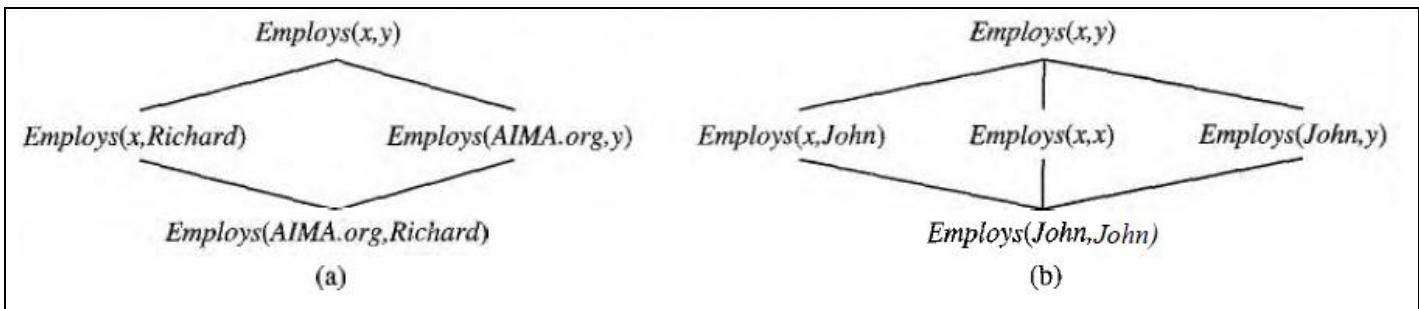 Employs(x,y)
Employs(x,Richard) Employs(AIMA.org,y)
Employs(AIMA.org,Richard)
(a)
Employs(x,y)
Employs(x,John) Employs(x,x) Employs(John,y)
Employs(John,John)
(b)